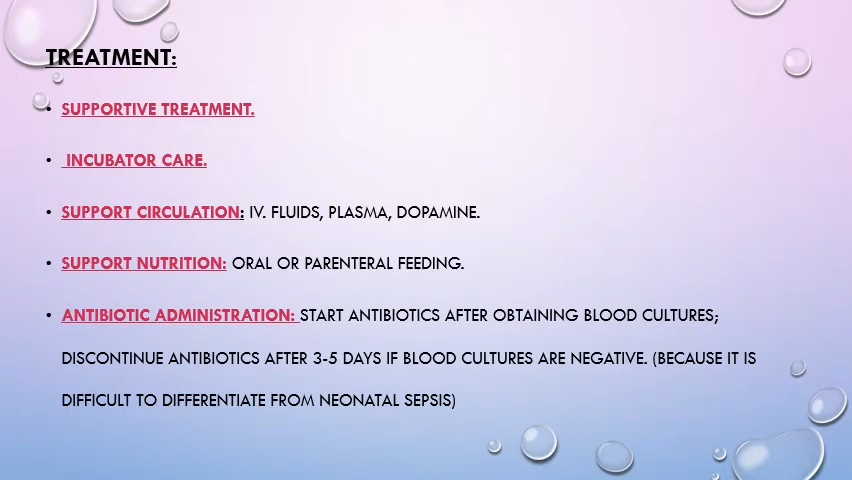 TREATMENT:
• SUPPORTIVE TREATMENT.
• INCUBATOR CARE.
• SUPPORT CIRCULATION: IV. FLUIDS, PLASMA, DOPAMINE.
• SUPPORT NUTRITION: ORAL OR PARENTERAL FEEDING.
• ANTIBIOTIC ADMINISTRATION: START ANTIBIOTICS AFTER OBTAINING BLOOD CULTURES;
DISCONTINUE ANTIBIOTICS AFTER 3-5 DAYS IF BLOOD CULTURES ARE NEGATIVE. (BECAUSE IT IS
DIFFICULT TO DIFFERENTIATE FROM NEONATAL SEPSIS)